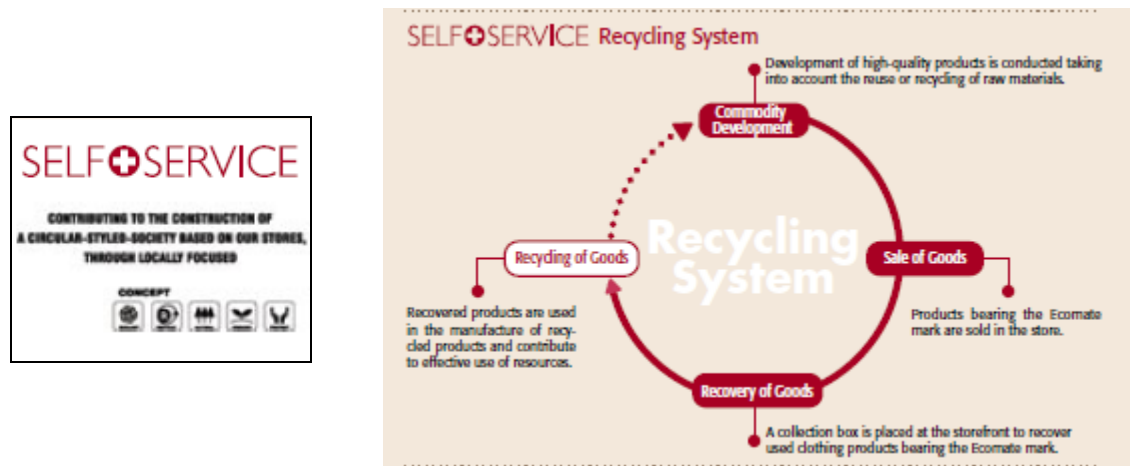 SELF SERVICE
CONTRIBUTING TO THE CONSTRUCTION OF
A CIRCULAR-STYLED-SOCIETY BASED ON OUR STORES,
THROUGH LOCALLY FOCUSED
CONCEPT
SELF SERVICE Recycling System
Development of high-quality products is conducted taking
into account the reuse or recycling of raw materials.
Commodity
Development
Recycling
System
Recycling of Goods
Sale of Goods
Recovered products are used
in the manufacture of recy-
cled products and contribute
to effective use of resources.
Products bearing the Ecomate
mark are sold in the store.
Recovery of Goods
A collection box is placed at the storefront to recover
used clothing products bearing the Ecomate mark.